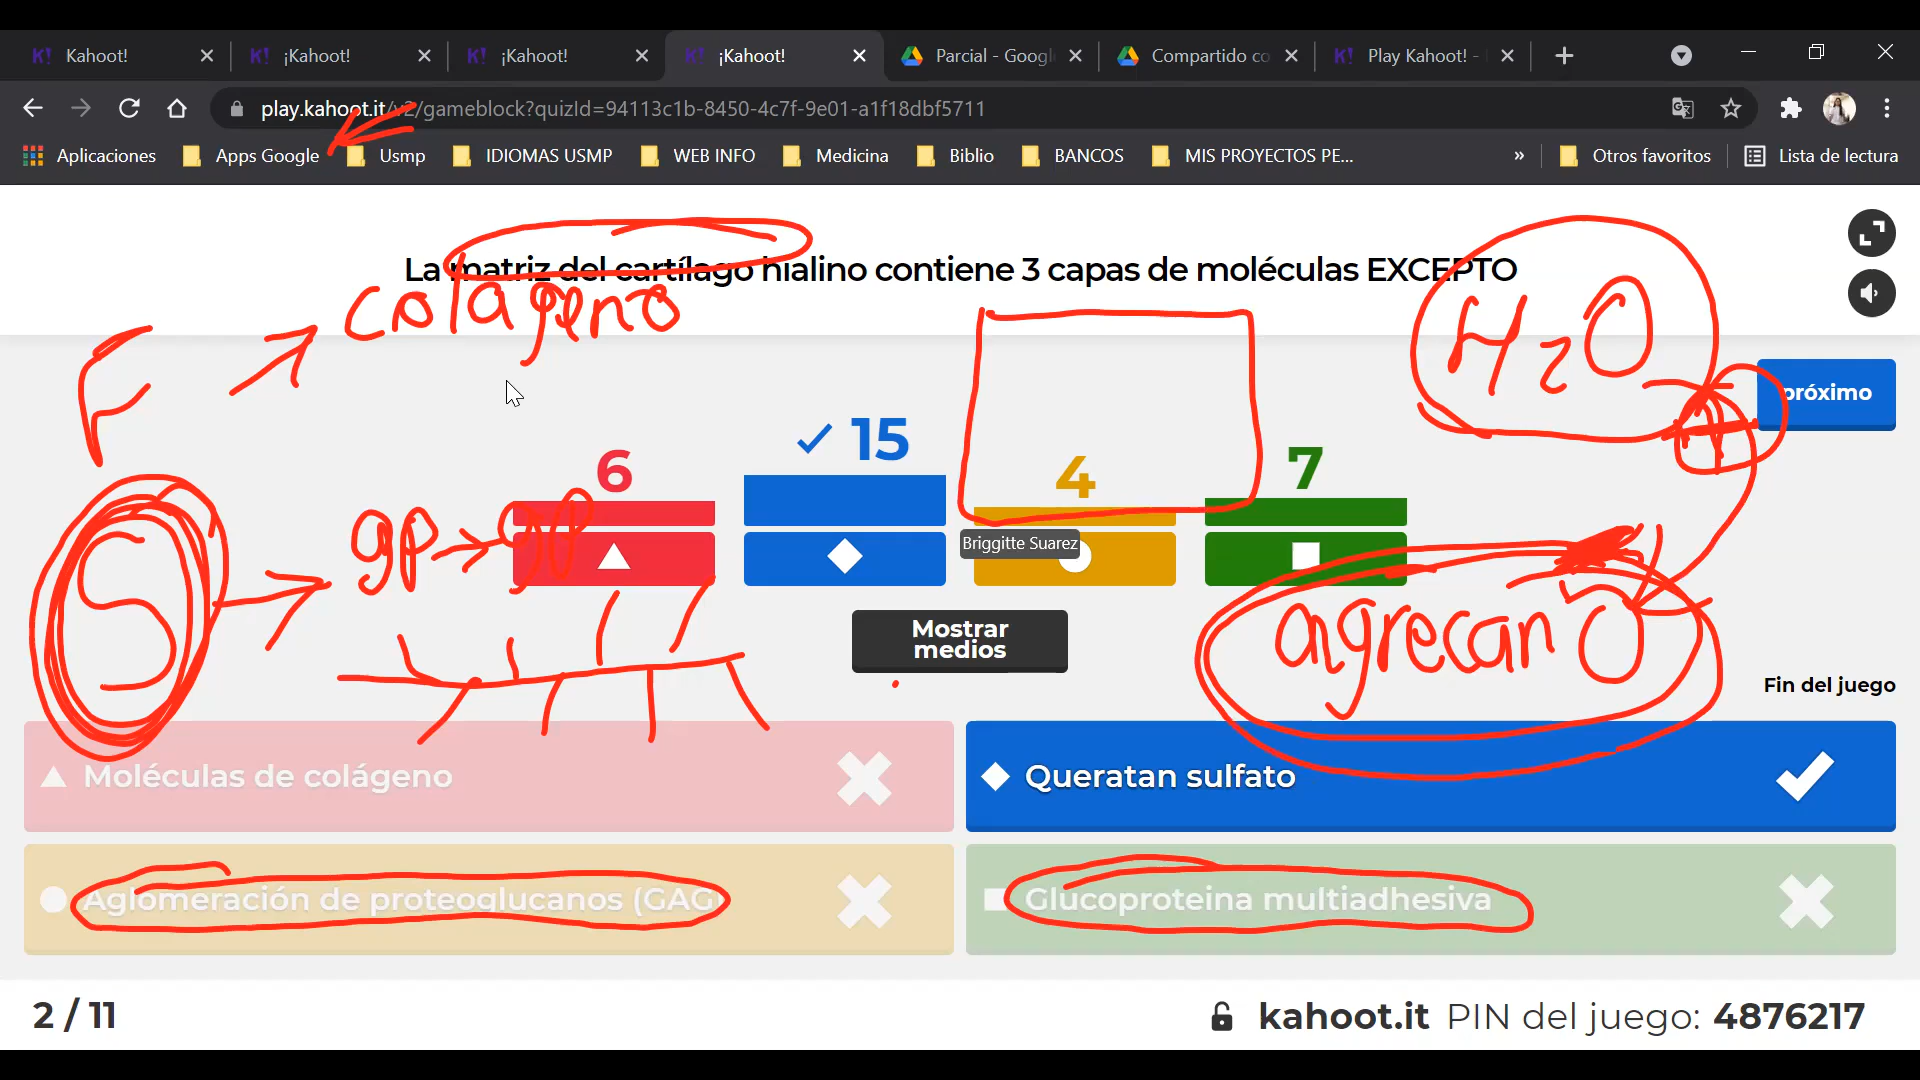 Kahoot!
¡Kahoot!
¡Kahoot!
¡Kahoot!
Parcial - Googl
Compartido co
Play Kahoot! -
play.kahoot.it/v2/gameblock?quizId=94113c1b-8450-4c7f-9e01-a1f18dbf5711
Aplicaciones
Apps Google
Usmp
IDIOMAS USMP
WEB INFO
Medicina
Biblio
BANCOS
MIS PROYECTOS PE...
»
Otros favoritos
Lista de lectura
La matriz del cartílago hialino contiene 3 capas de moléculas EXCEPTO
F → colageno
H2O
próximo
6
15
4
7
S → gp → gp
Briggitte Suarez
Mostrar
medios
agrecano
Fin del juego
Moléculas de colágeno
Queratan sulfato
Aglomeración de proteoglucanos (GAG)
Glucoproteina multiadhesiva
2 / 11
kahoot.it PIN del juego: 4876217